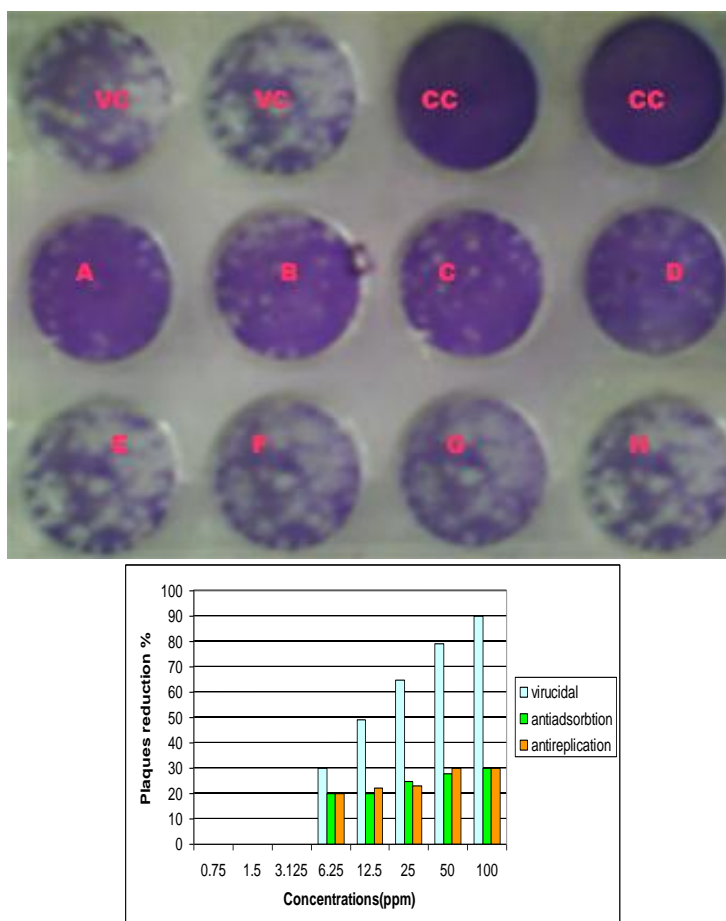 VC VC CC CC
A B C D
E F G H
100
90
80
70
60
50
40
30
20
10
0
Plaques reduction %
0.75 1.5 3.125 6.25 12.5 25 50 100
Concentrations(ppm)
virucidal
antiadsorbtion
antireplication